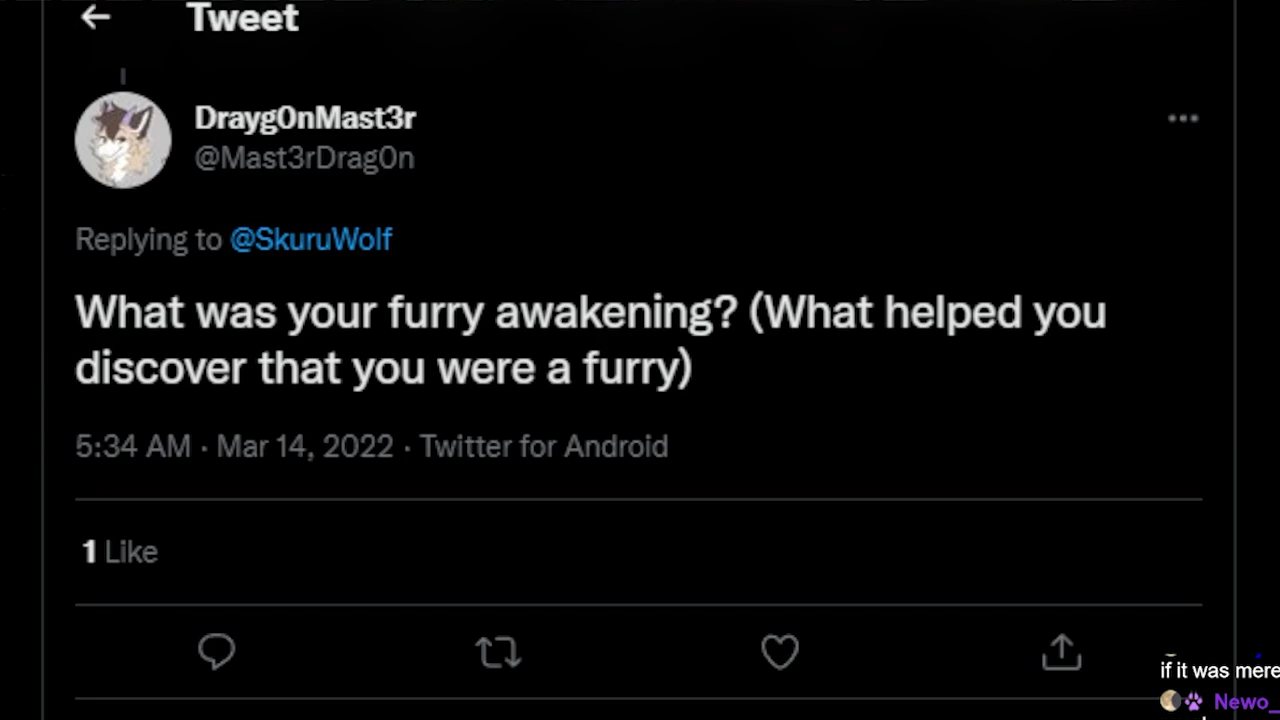 Tweet
Drayg0nMast3r
@Mast3rDrag0n
Replying to @SkuruWolf
What was your furry awakening? (What helped you
discover that you were a furry)
5:34 AM · Mar 14, 2022 · Twitter for Android
1 Like
if it was mere
Newo_